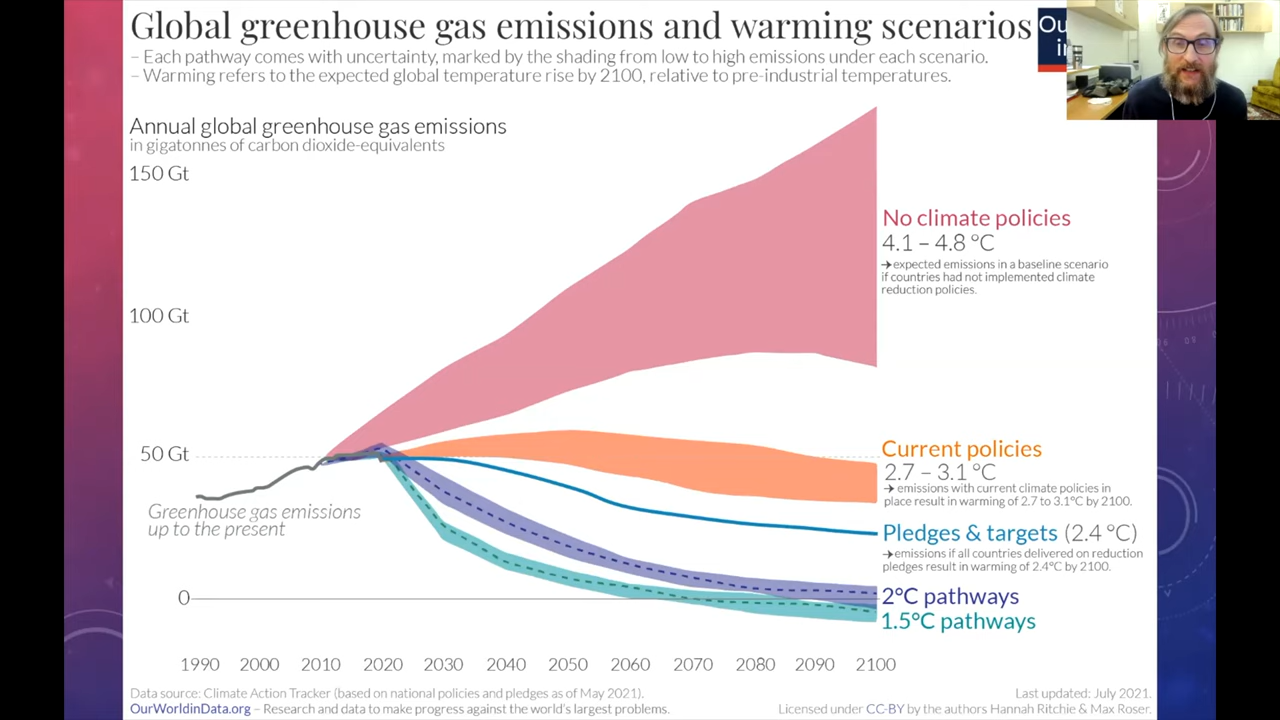 Global greenhouse gas emissions and warming scenarios
– Each pathway comes with uncertainty, marked by the shading from low to high emissions under each scenario.
– Warming refers to the expected global temperature rise by 2100, relative to pre-industrial temperatures.
Ou
i
Annual global greenhouse gas emissions
in gigatonnes of carbon dioxide-equivalents
150 Gt
100 Gt
50 Gt
0
No climate policies
4.1 – 4.8 °C
→ expected emissions in a baseline scenario
if countries had not implemented climate
reduction policies.
Current policies
2.7 – 3.1 °C
→ emissions with current climate policies in
place result in warming of 2.7 to 3.1°C by 2100.
Pledges & targets (2.4 °C)
→ emissions if all countries delivered on reduction
pledges result in warming of 2.4°C by 2100.
2°C pathways
1.5°C pathways
Greenhouse gas emissions
up to the present
1990 2000 2010 2020 2030 2040 2050 2060 2070 2080 2090 2100
Data source: Climate Action Tracker (based on national policies and pledges as of May 2021).
OurWorldinData.org – Research and data to make progress against the world's largest problems.
Last updated: July 2021.
Licensed under CC-BY by the authors Hannah Ritchie & Max Roser.